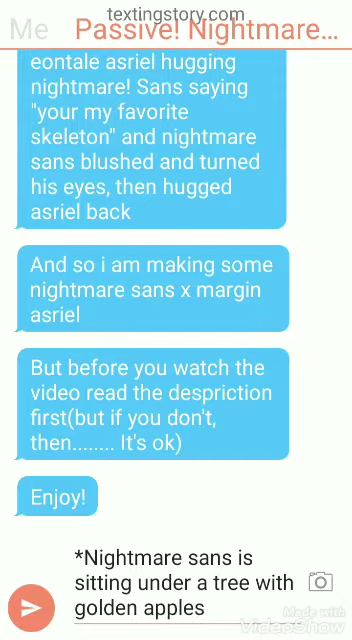 textingstory.com
Me Passive! Nightmare...
eontale asriel hugging
nightmare! Sans saying
"your my favorite
skeleton" and nightmare
sans blushed and turned
his eyes, then hugged
asriel back
And so i am making some
nightmare sans x margin
asriel
But before you watch the
video read the despriction
first(but if you don't,
then........ It's ok)
Enjoy!
*Nightmare sans is
sitting under a tree with
golden apples
Made with
VideoShow